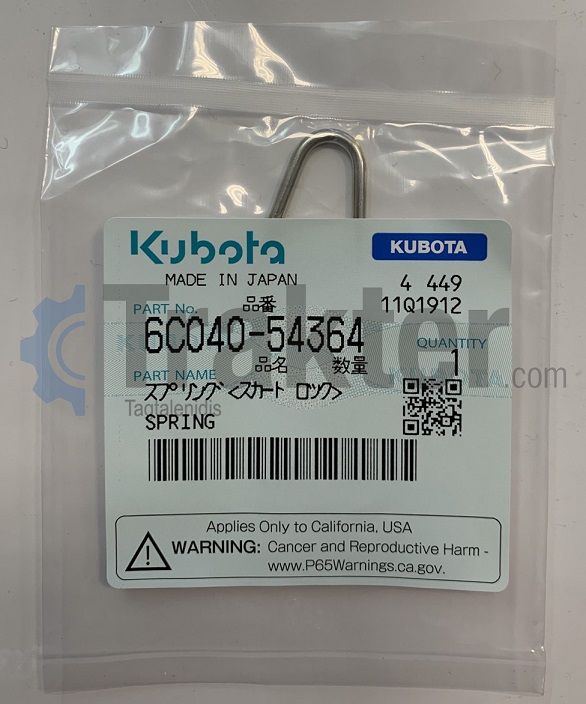 Kubota
KUBOTA
MADE IN JAPAN
4 449
PART No.
品番
11Q1912
6C040-54364
品名
数量
QUANTITY
PART NAME
1
スプリング<スカート ロック>
SPRING
Trakter.com
Tagtalenidis
Applies Only to California, USA
WARNING: Cancer and Reproductive Harm -
www.P65Warnings.ca.gov.